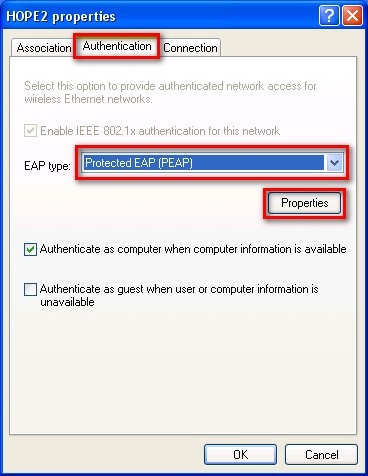 HOPE2 properties
Association Authentication Connection
Select this option to provide authenticated network access for
wireless Ethernet networks.
Enable IEEE 802.1x authentication for this network
EAP type: Protected EAP (PEAP)
Properties
Authenticate as computer when computer information is available
Authenticate as guest when user or computer information is
unavailable
OK Cancel